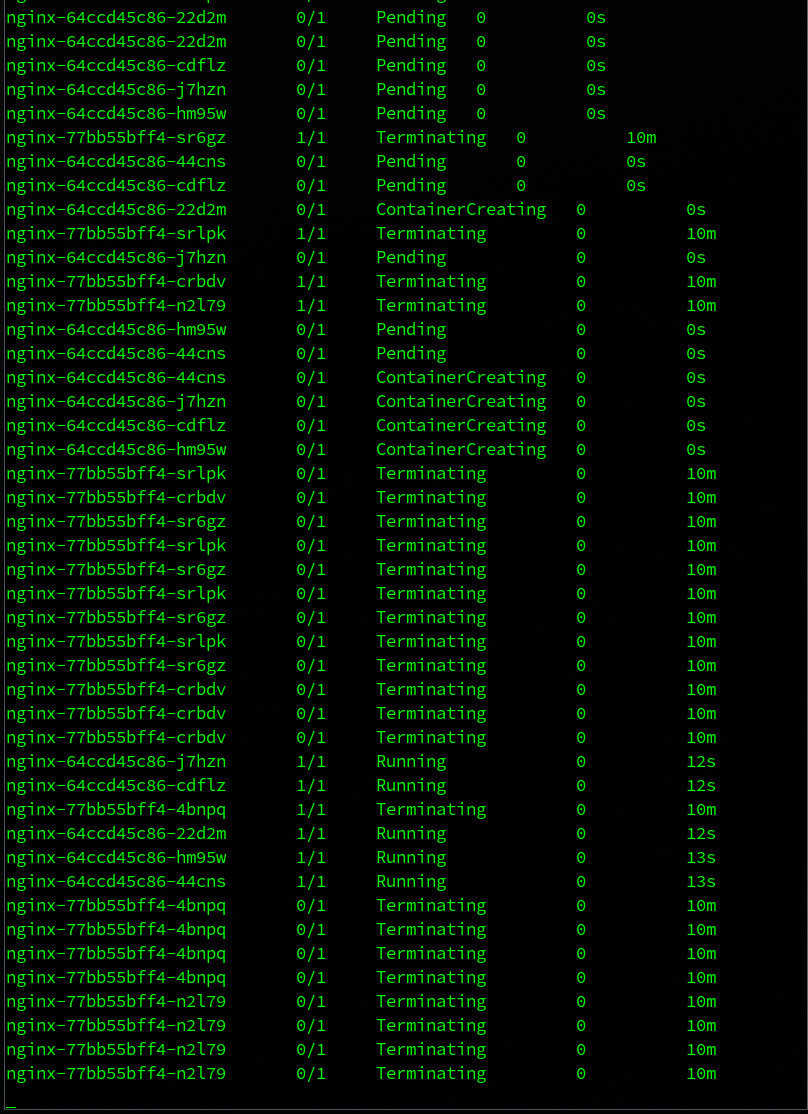 nginx-64ccd45c86-22d2m 0/1 Pending 0 0s
nginx-64ccd45c86-22d2m 0/1 Pending 0 0s
nginx-64ccd45c86-cdflz 0/1 Pending 0 0s
nginx-64ccd45c86-j7hzn 0/1 Pending 0 0s
nginx-64ccd45c86-hm95w 0/1 Pending 0 0s
nginx-77bb55bff4-sr6gz 1/1 Terminating 0 10m
nginx-64ccd45c86-44cns 0/1 Pending 0 0s
nginx-64ccd45c86-cdflz 0/1 Pending 0 0s
nginx-64ccd45c86-22d2m 0/1 ContainerCreating 0 0s
nginx-77bb55bff4-srlpk 1/1 Terminating 0 10m
nginx-64ccd45c86-j7hzn 0/1 Pending 0 0s
nginx-77bb55bff4-crbdv 1/1 Terminating 0 10m
nginx-77bb55bff4-n2l79 1/1 Terminating 0 10m
nginx-64ccd45c86-hm95w 0/1 Pending 0 0s
nginx-64ccd45c86-44cns 0/1 Pending 0 0s
nginx-64ccd45c86-44cns 0/1 ContainerCreating 0 0s
nginx-64ccd45c86-j7hzn 0/1 ContainerCreating 0 0s
nginx-64ccd45c86-cdflz 0/1 ContainerCreating 0 0s
nginx-64ccd45c86-hm95w 0/1 ContainerCreating 0 0s
nginx-77bb55bff4-srlpk 0/1 Terminating 0 10m
nginx-77bb55bff4-crbdv 0/1 Terminating 0 10m
nginx-77bb55bff4-sr6gz 0/1 Terminating 0 10m
nginx-77bb55bff4-srlpk 0/1 Terminating 0 10m
nginx-77bb55bff4-sr6gz 0/1 Terminating 0 10m
nginx-77bb55bff4-srlpk 0/1 Terminating 0 10m
nginx-77bb55bff4-sr6gz 0/1 Terminating 0 10m
nginx-77bb55bff4-srlpk 0/1 Terminating 0 10m
nginx-77bb55bff4-sr6gz 0/1 Terminating 0 10m
nginx-77bb55bff4-crbdv 0/1 Terminating 0 10m
nginx-77bb55bff4-crbdv 0/1 Terminating 0 10m
nginx-77bb55bff4-crbdv 0/1 Terminating 0 10m
nginx-64ccd45c86-j7hzn 1/1 Running 0 12s
nginx-64ccd45c86-cdflz 1/1 Running 0 12s
nginx-77bb55bff4-4bnpq 1/1 Terminating 0 10m
nginx-64ccd45c86-22d2m 1/1 Running 0 12s
nginx-64ccd45c86-hm95w 1/1 Running 0 13s
nginx-64ccd45c86-44cns 1/1 Running 0 13s
nginx-77bb55bff4-4bnpq 0/1 Terminating 0 10m
nginx-77bb55bff4-4bnpq 0/1 Terminating 0 10m
nginx-77bb55bff4-4bnpq 0/1 Terminating 0 10m
nginx-77bb55bff4-4bnpq 0/1 Terminating 0 10m
nginx-77bb55bff4-n2l79 0/1 Terminating 0 10m
nginx-77bb55bff4-n2l79 0/1 Terminating 0 10m
nginx-77bb55bff4-n2l79 0/1 Terminating 0 10m
nginx-77bb55bff4-n2l79 0/1 Terminating 0 10m